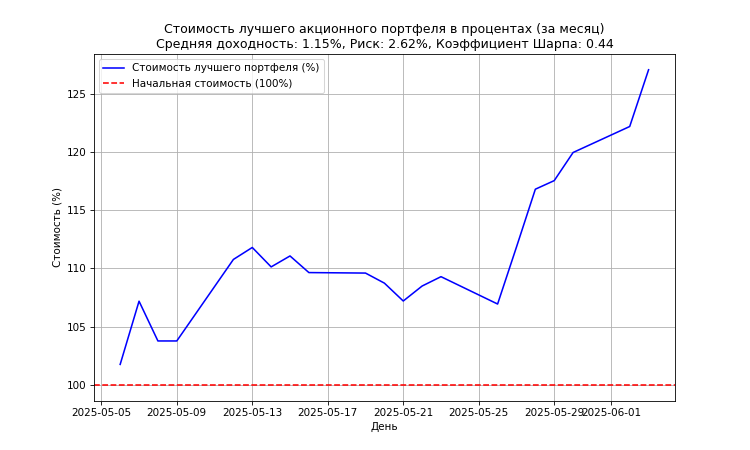 Стоимость лучшего акционного портфеля в процентах (за месяц)
Средняя доходность: 1.15%, Риск: 2.62%, Коэффициент Шарпа: 0.44
Стоимость лучшего портфеля (%)
Начальная стоимость (100%)
Стоимость (%)
125
120
115
110
105
100
2025-05-05 2025-05-09 2025-05-13 2025-05-17 2025-05-21 2025-05-25 2025-05-29 2025-06-01
День